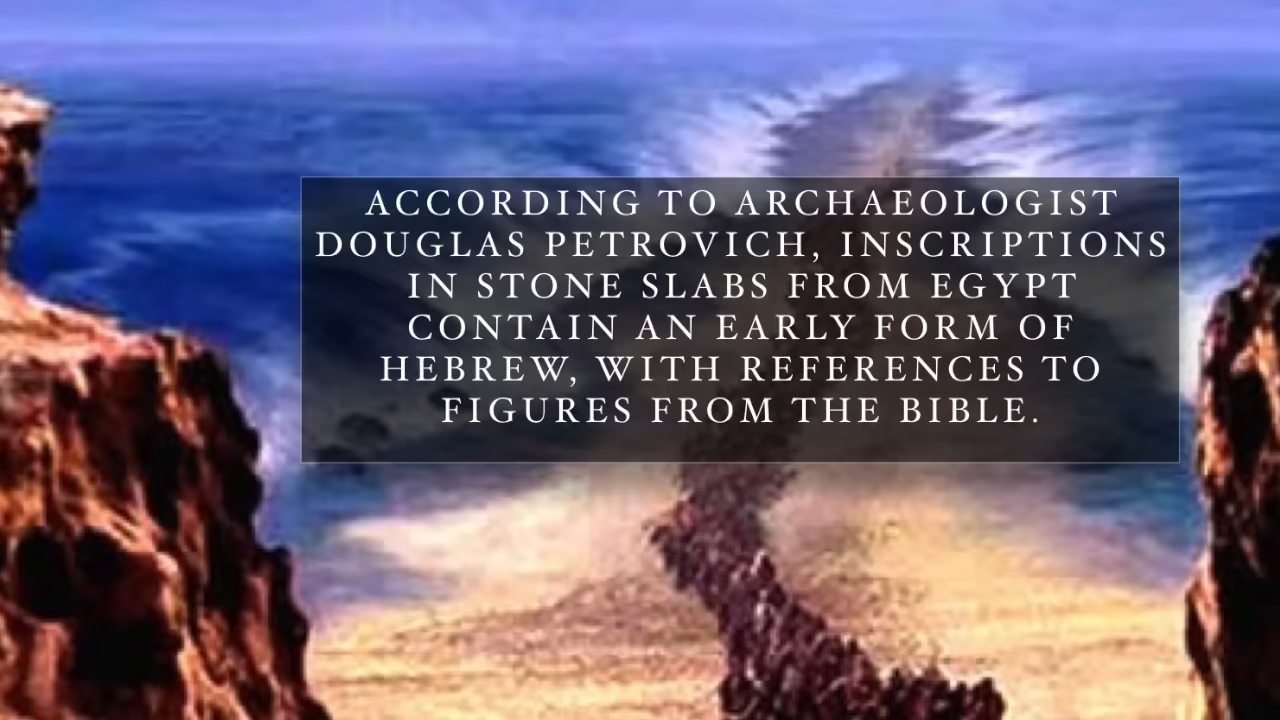 ACCORDING TO ARCHAEOLOGIST
DOUGLAS PETROVICH, INSCRIPTIONS
IN STONE SLABS FROM EGYPT
CONTAIN AN EARLY FORM OF
HEBREW, WITH REFERENCES TO
FIGURES FROM THE BIBLE.